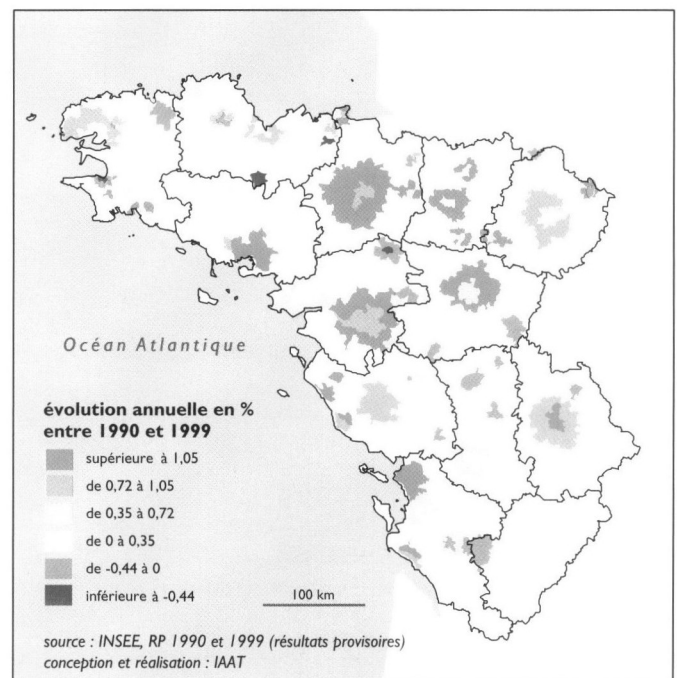 Océan Atlantique
évolution annuelle en %
entre 1990 et 1999
supérieure à 1,05
de 0,72 à 1,05
de 0,35 à 0,72
de 0 à 0,35
de -0,44 à 0
inférieure à -0,44
100 km
source : INSEE, RP 1990 et 1999 (résultats provisoires)
conception et réalisation : IAAT